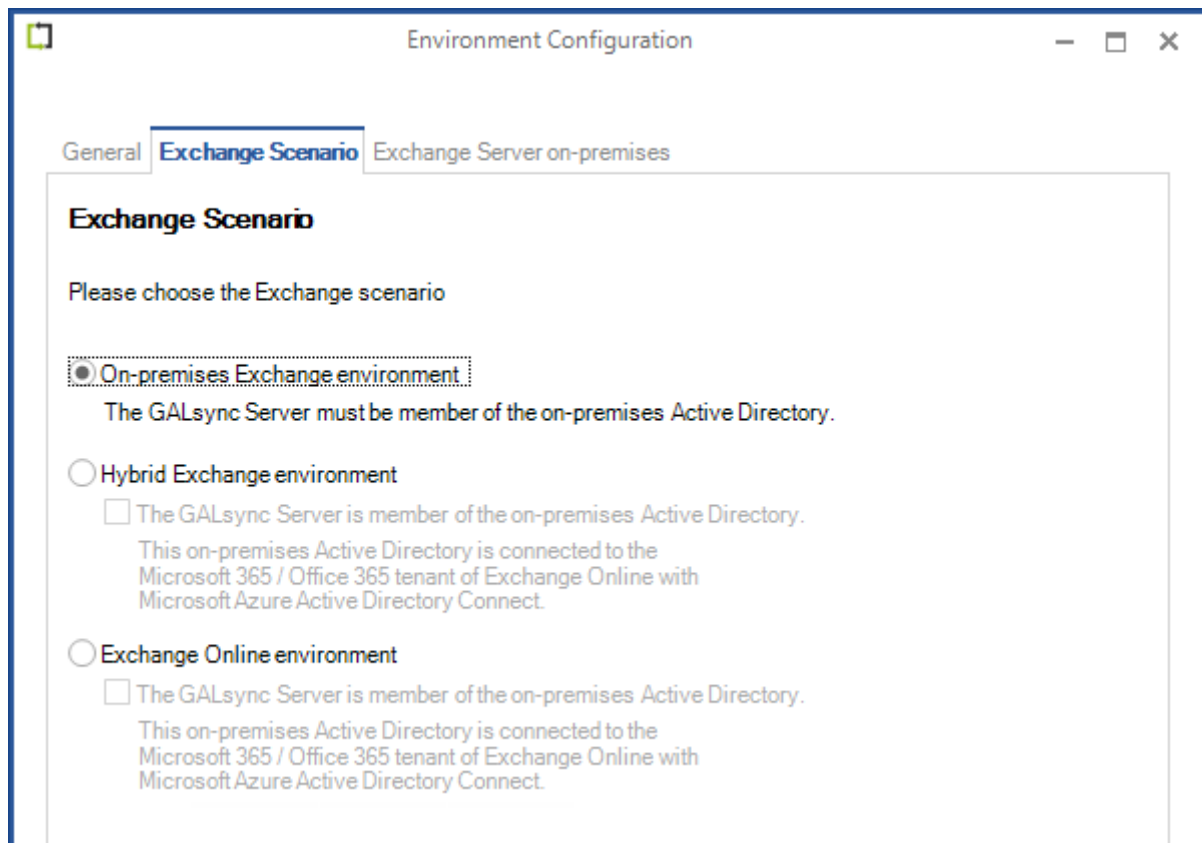 Environment Configuration
General Exchange Scenario Exchange Server on-premises
Exchange Scenario
Please choose the Exchange scenario
On-premises Exchange environment
The GALsync Server must be member of the on-premises Active Directory.
Hybrid Exchange environment
The GALsync Server is member of the on-premises Active Directory.
This on-premises Active Directory is connected to the
Microsoft 365 / Office 365 tenant of Exchange Online with
Microsoft Azure Active Directory Connect.
Exchange Online environment
The GALsync Server is member of the on-premises Active Directory.
This on-premises Active Directory is connected to the
Microsoft 365 / Office 365 tenant of Exchange Online with
Microsoft Azure Active Directory Connect.